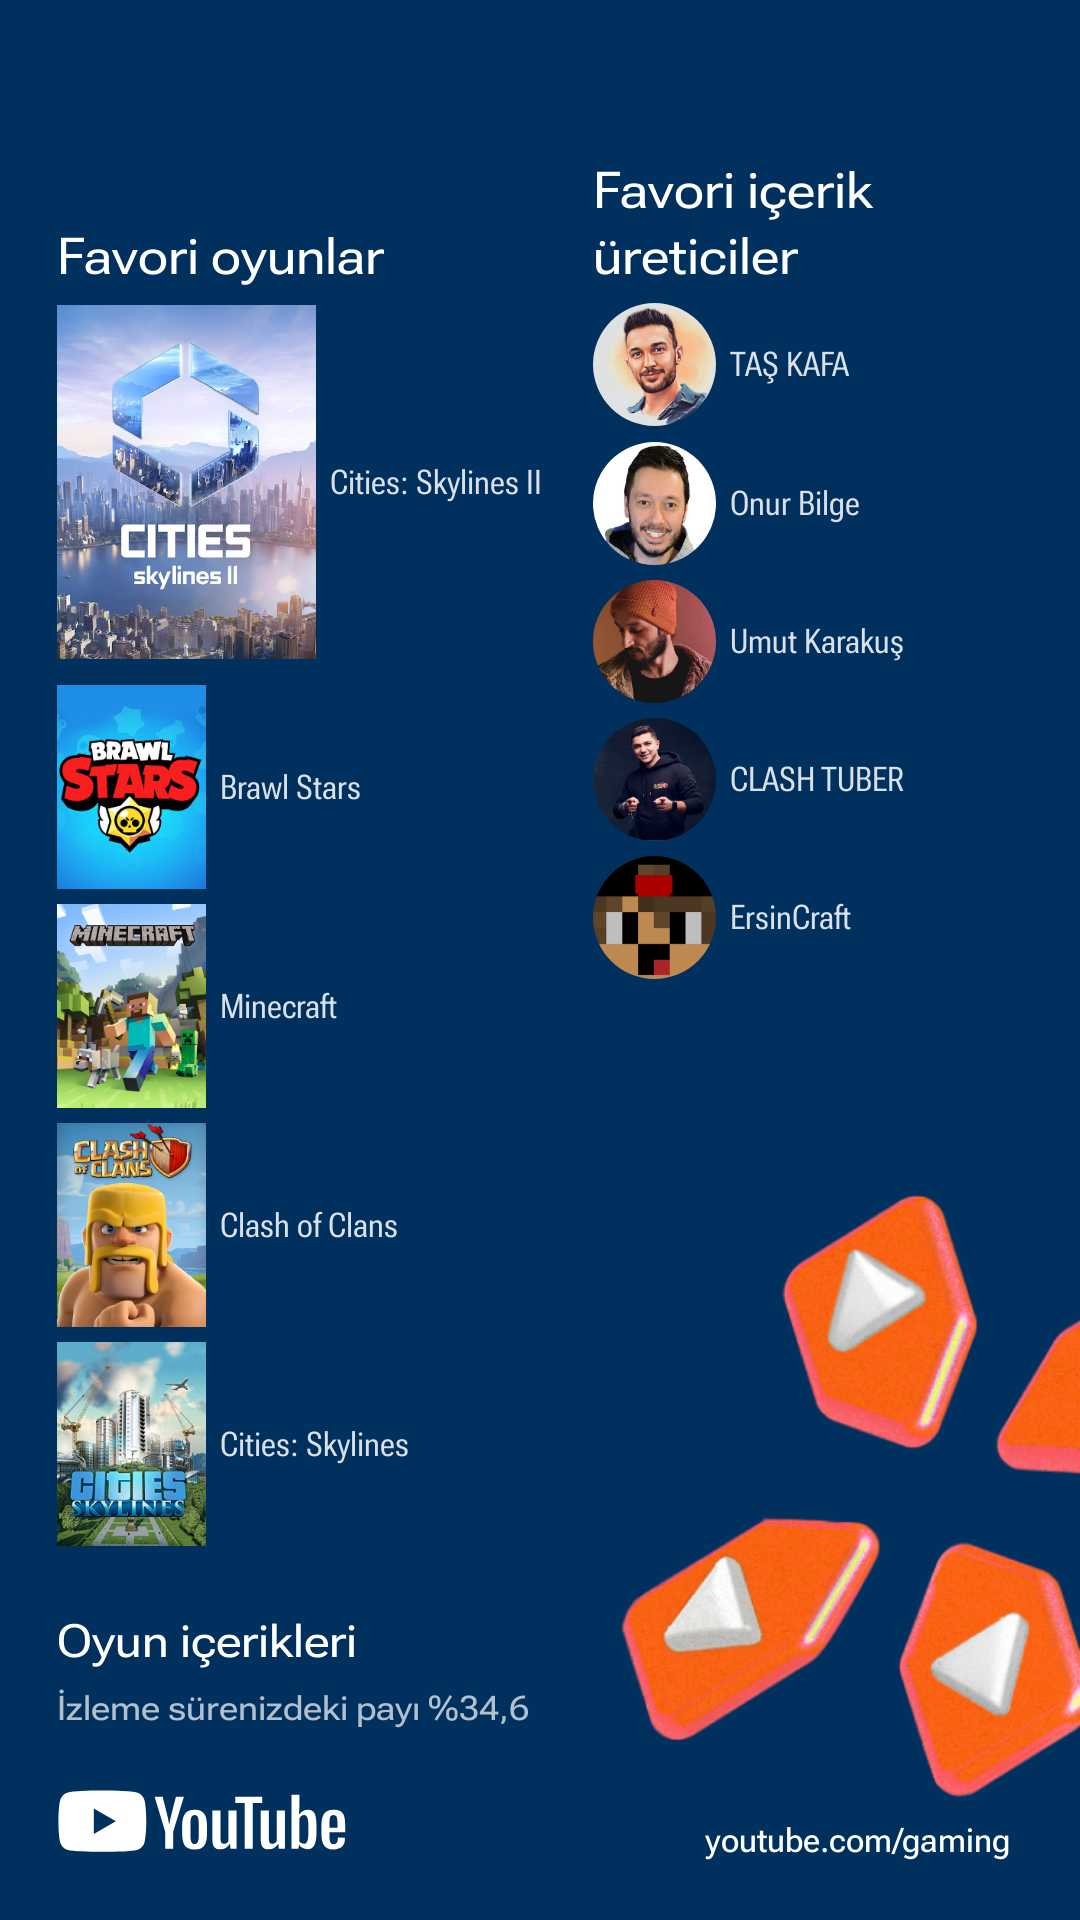 Favori oyunlar
CITIES
skylines II
Cities: Skylines II
BRAWL
STARS
Brawl Stars
MINECRAFT
Minecraft
CLASH
OF CLANS
Clash of Clans
CITIES
SKYLINES
Cities: Skylines
Favori içerik
üreticiler
TAŞ KAFA
Onur Bilge
Umut Karakuş
CLASH TUBER
ErsinCraft
Oyun içerikleri
İzleme sürenizdeki payı %34,6
YouTube
youtube.com/gaming